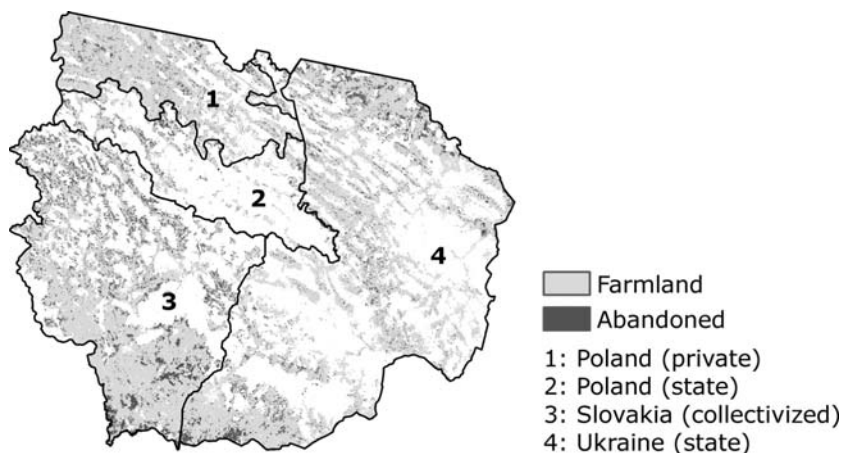 1
2
3
4
Farmland
Abandoned
1: Poland (private)
2: Poland (state)
3: Slovakia (collectivized)
4: Ukraine (state)